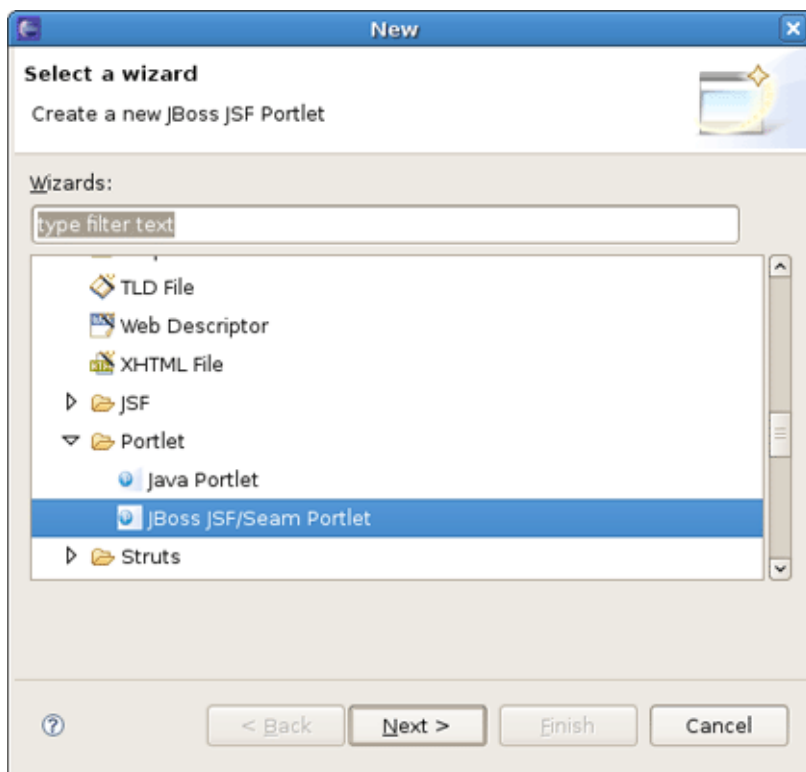 New
Select a wizard
Create a new JBoss JSF Portlet
Wizards:
type filter text
TLD File
Web Descriptor
XHTML File
JSF
Portlet
Java Portlet
JBoss JSF/Seam Portlet
Struts
< Back Next > Finish Cancel